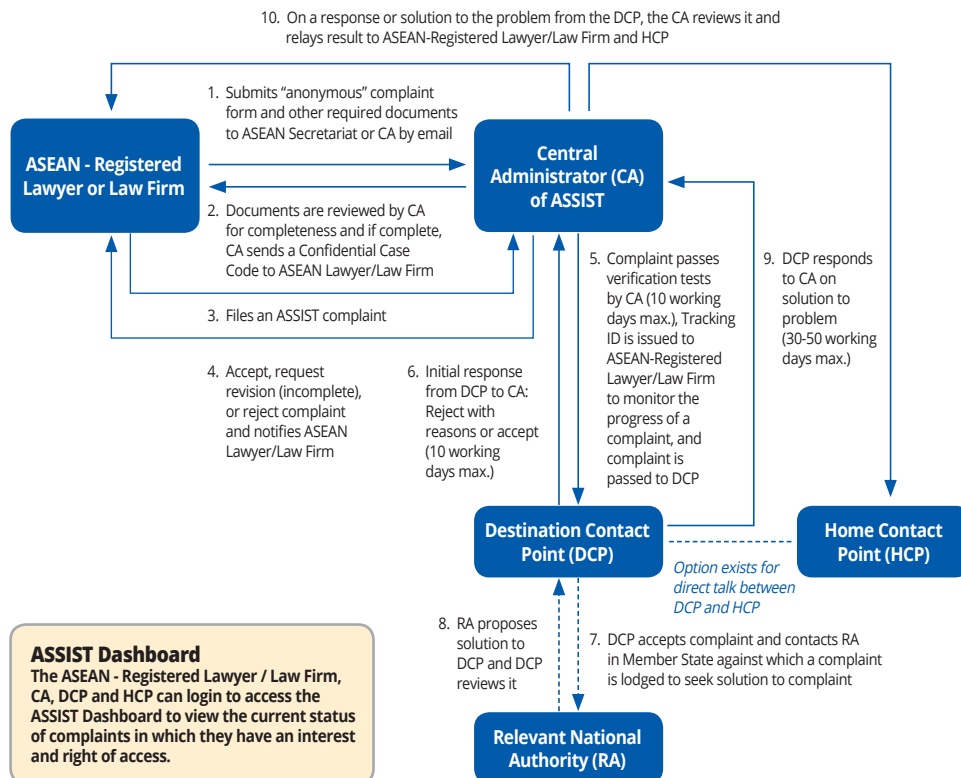 10. On a response or solution to the problem from the DCP, the CA reviews it and
relays result to ASEAN-Registered Lawyer/Law Firm and HCP
1. Submits “anonymous” complaint
form and other required documents
to ASEAN Secretariat or CA by email
ASEAN - Registered
Lawyer or Law Firm
Central
Administrator (CA)
of ASSIST
2. Documents are reviewed by CA
for completeness and if complete,
CA sends a Confidential Case
Code to ASEAN Lawyer/Law Firm
3. Files an ASSIST complaint
4. Accept, request
revision (incomplete),
or reject complaint
and notifies ASEAN
Lawyer/Law Firm
6. Initial response
from DCP to CA:
Reject with
reasons or accept
(10 working
days max.)
5. Complaint passes
verification tests
by CA (10 working
days max.), Tracking
ID is issued to
ASEAN-Registered
Lawyer/Law Firm
to monitor the
progress of a
complaint, and
complaint is
passed to DCP
9. DCP responds
to CA on
solution to
problem
(30-50 working
days max.)
Destination Contact
Point (DCP)
Home Contact
Point (HCP)
Option exists for
direct talk between
DCP and HCP
8. RA proposes
solution to
DCP and DCP
reviews it
7. DCP accepts complaint and contacts RA
in Member State against which a complaint
is lodged to seek solution to complaint
Relevant National
Authority (RA)
ASSIST Dashboard
The ASEAN - Registered Lawyer / Law Firm,
CA, DCP and HCP can login to access the
ASSIST Dashboard to view the current status
of complaints in which they have an interest
and right of access.